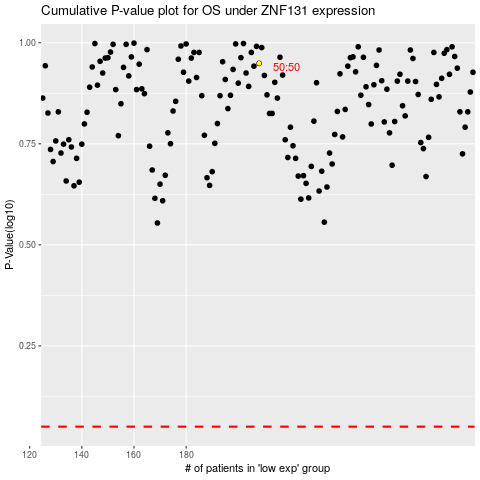 Cumulative P-value plot for OS under ZNF131 expression
1.00
50:50
0.75
P-Value(log10)
0.50
0.25
120 140 160 180
# of patients in 'low exp' group